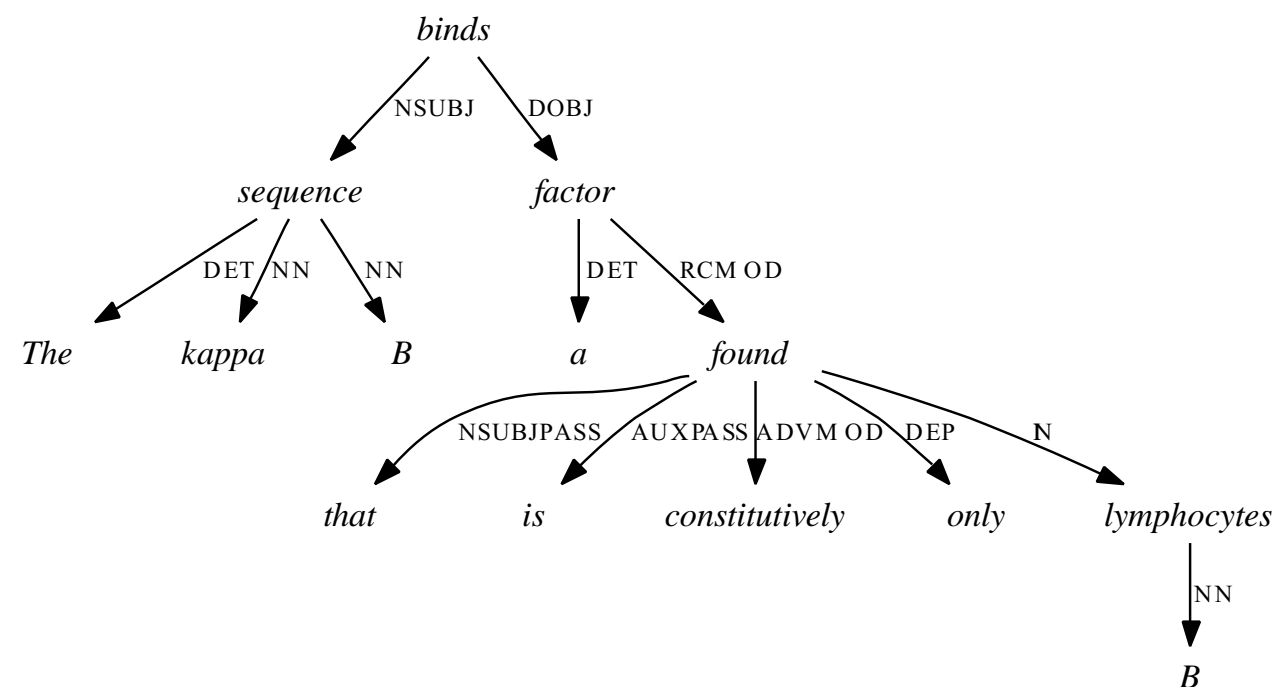 binds
NSUBJ DOBJ
sequence factor
DET NN NN DET RCMOD
The kappa B a found
NSUBJPASS AUXPASS ADVMOD DEP N
that is constitutively only lymphocytes
NN
B